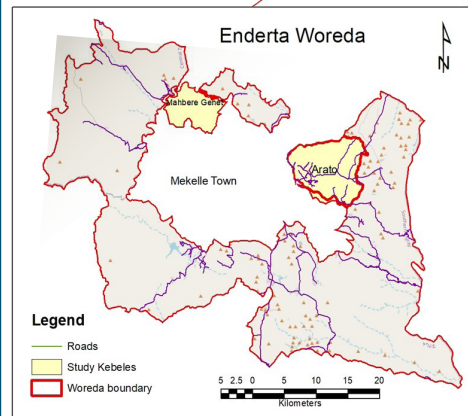 Enderta Woreda
N
Mahbere Genet
Arato
Mekelle Town
Legend
Roads
Study Kebeles
Woreda boundary
5 2.5 0 5 10 15 20
Kilometers